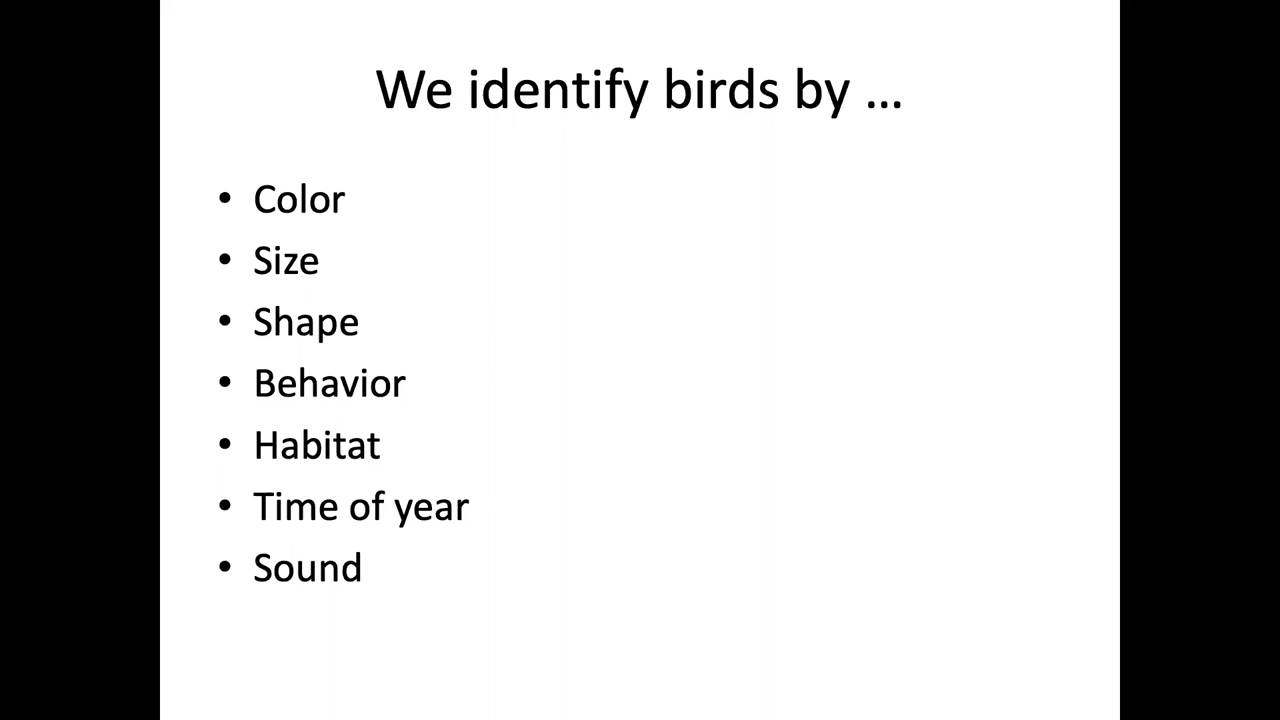 We identify birds by ...
• Color
• Size
• Shape
• Behavior
• Habitat
• Time of year
• Sound